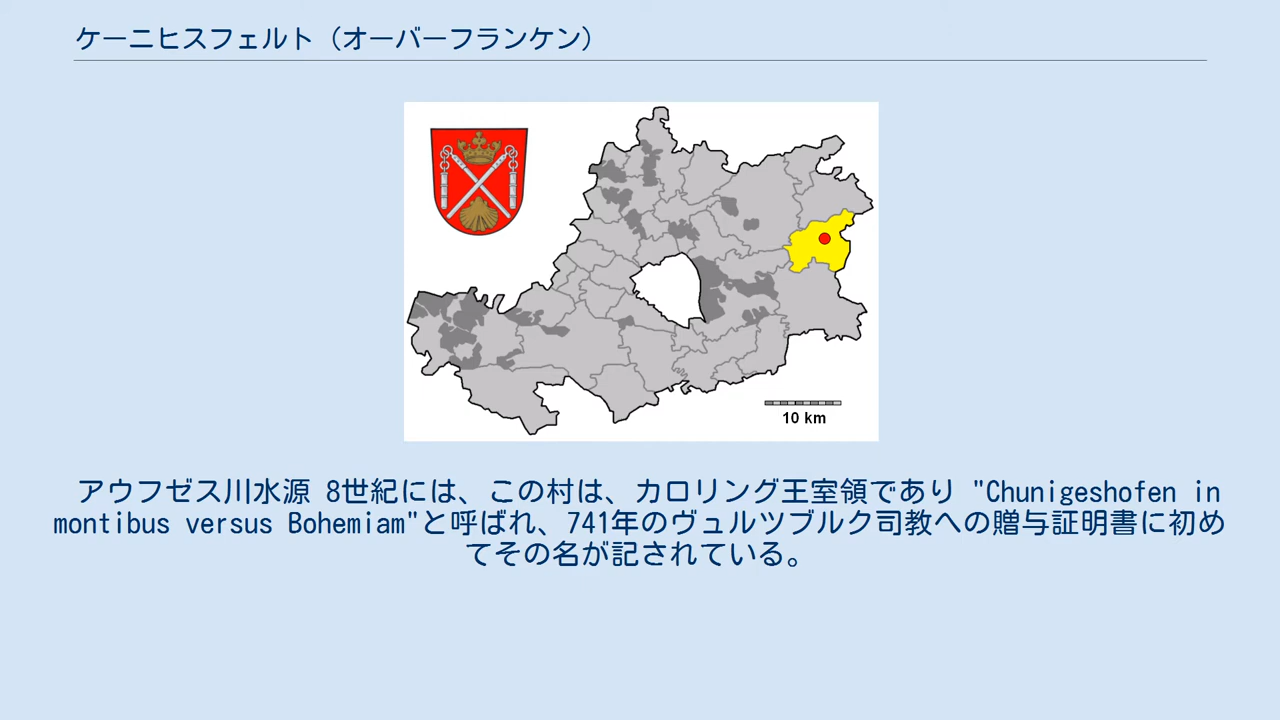 ケーニヒスフェルト（オーバーフランケン）
10 km
アウフゼス川水源 8世紀には、この村は、カロリング王室領であり "Chunigeshofen in
montibus versus Bohemiam"と呼ばれ、741年のヴュルツブルク司教への贈与証明書に初め
てその名が記されている。